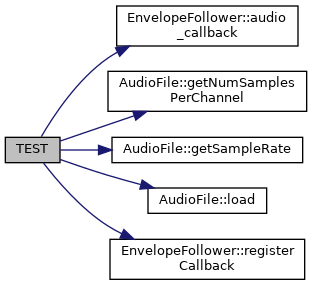 EnvelopeFollower::audio
_callback
AudioFile::getNumSamples
PerChannel
TEST
AudioFile::getSampleRate
AudioFile::load
EnvelopeFollower::register
Callback